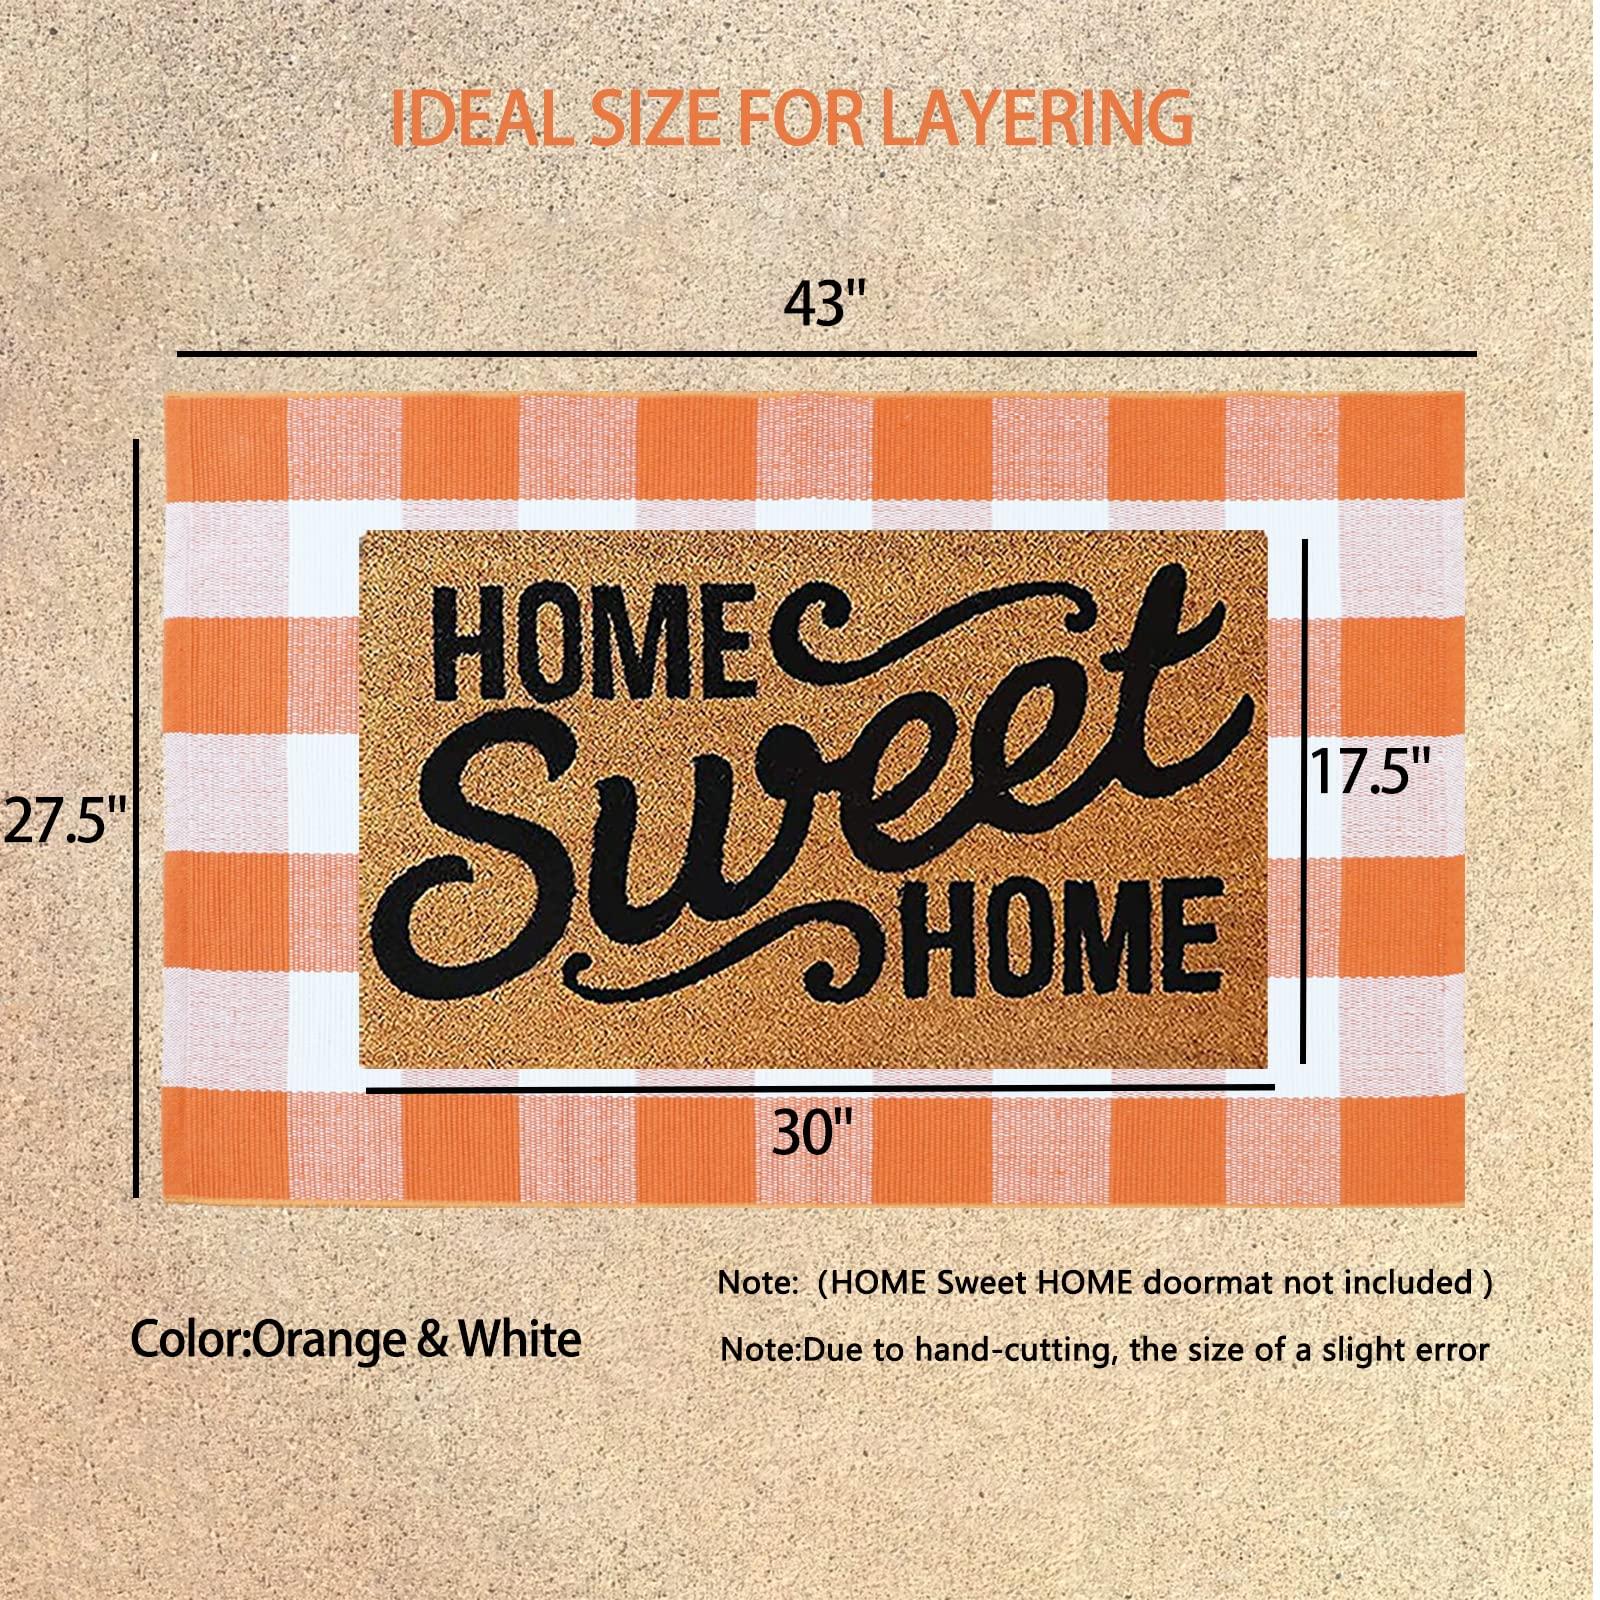 IDEAL SIZE FOR LAYERING
43"
27.5"
HOME
Sweet
HOME
17.5"
30"
Note:（HOME Sweet HOME doormat not included）
Color:Orange & White
Note:Due to hand-cutting, the size of a slight error